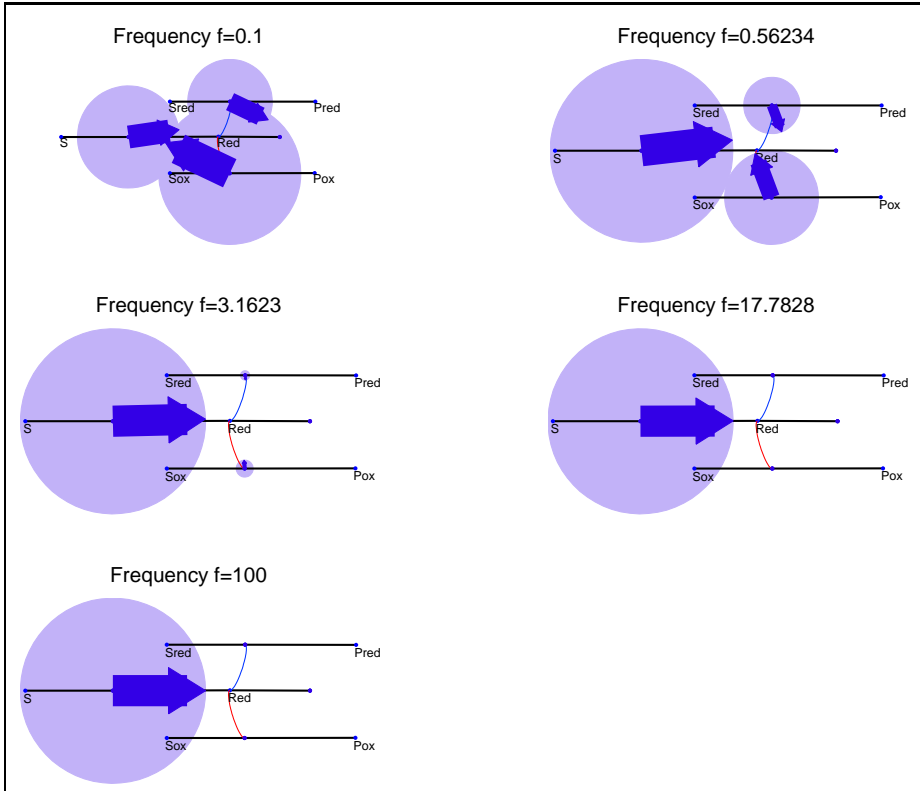 Frequency f=0.1
Sred
Pred
S
Sox
Pox
Frequency f=0.56234
Sred
Pred
S
Red
Sox
Pox
Frequency f=3.1623
Sred
Pred
S
Red
Sox
Pox
Frequency f=17.7828
Sred
Pred
S
Red
Sox
Pox
Frequency f=100
Sred
Pred
S
Red
Sox
Pox